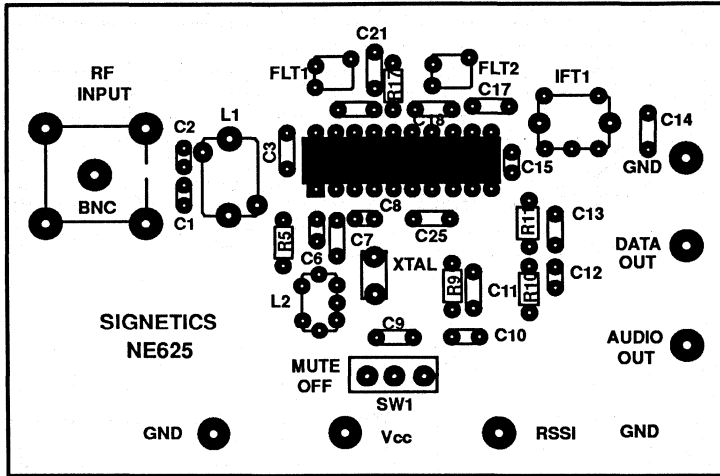 C21
RF
INPUT
FLT1
R17
FLT2
IFT1
C17
L1
C2
C18
C14
C3
C15
GND
BNC
C1
C8
R5
C7
C25
R11
C13
C6
XTAL
DATA
OUT
L2
R9
C11
R10
C12
SIGNETICS
NE625
C9
C10
AUDIO
OUT
MUTE
OFF
SW1
GND
Vcc
RSSI
GND